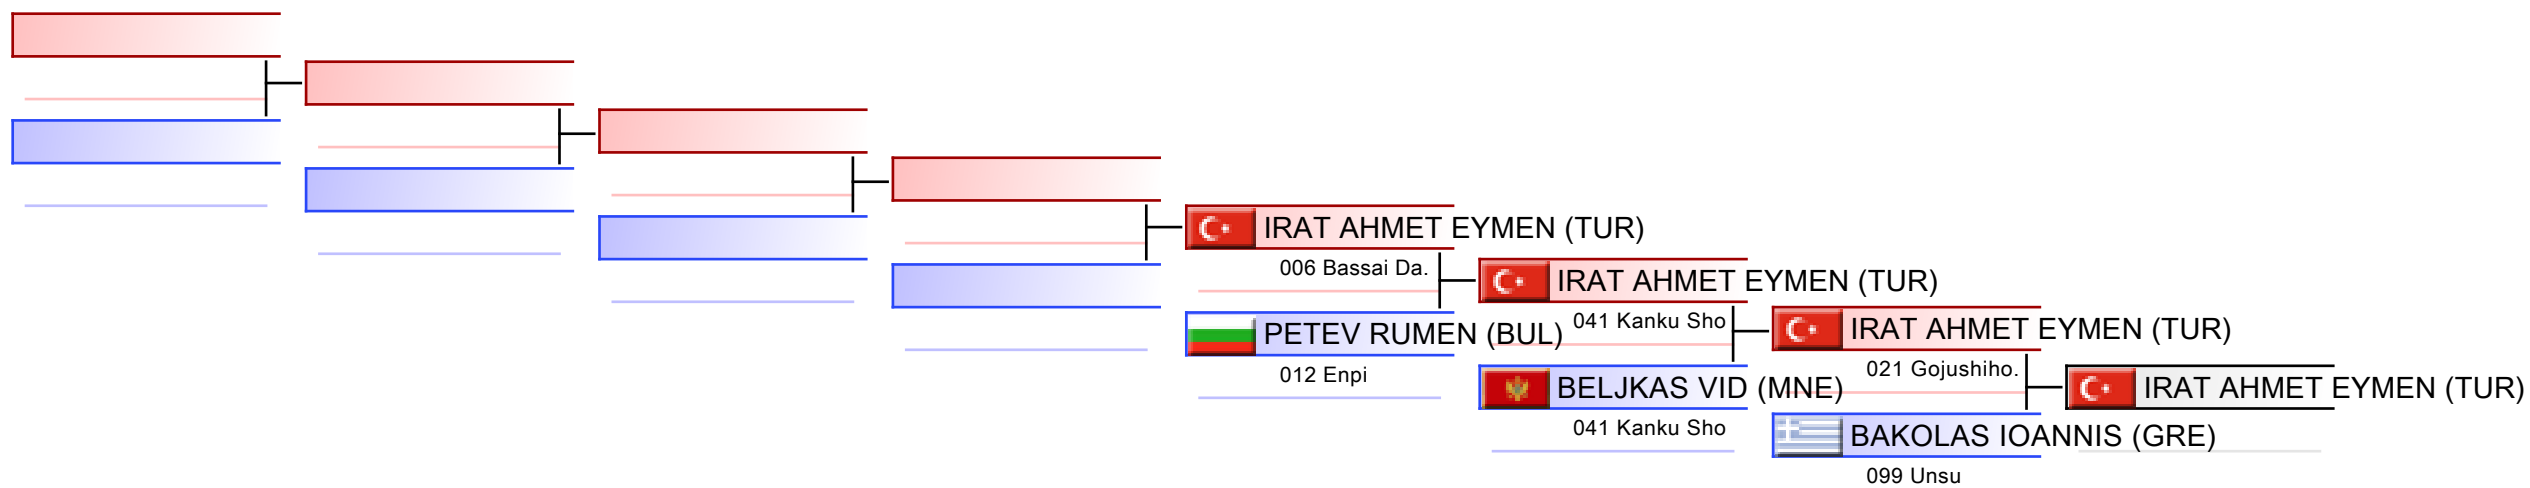 IRAT AHMET EYMEN (TUR)
006 Bassai Da.
PETEV RUMEN (BUL)
012 Enpi
IRAT AHMET EYMEN (TUR)
041 Kanku Sho
BELJKAS VID (MNE)
041 Kanku Sho
IRAT AHMET EYMEN (TUR)
021 Gojushiho.
BAKOLAS IOANNIS (GRE)
099 Unsu
IRAT AHMET EYMEN (TUR)